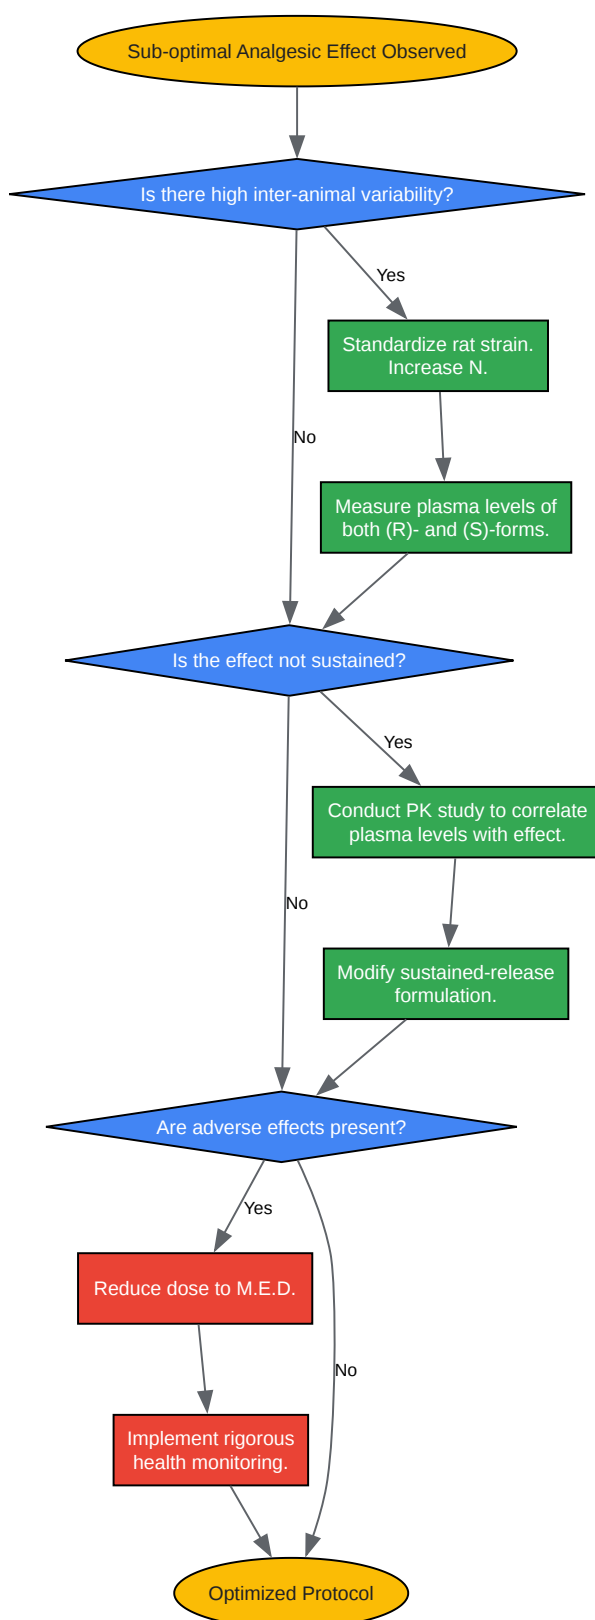 Sub-optimal Analgesic Effect Observed
Is there high inter-animal variability?
Yes
Standardize rat strain.
Increase N.
No
Measure plasma levels of
both (R)- and (S)-forms.
Is the effect not sustained?
Yes
Conduct PK study to correlate
plasma levels with effect.
No
Modify sustained-release
formulation.
Are adverse effects present?
Yes
Reduce dose to M.E.D.
No
Implement rigorous
health monitoring.
Optimized Protocol